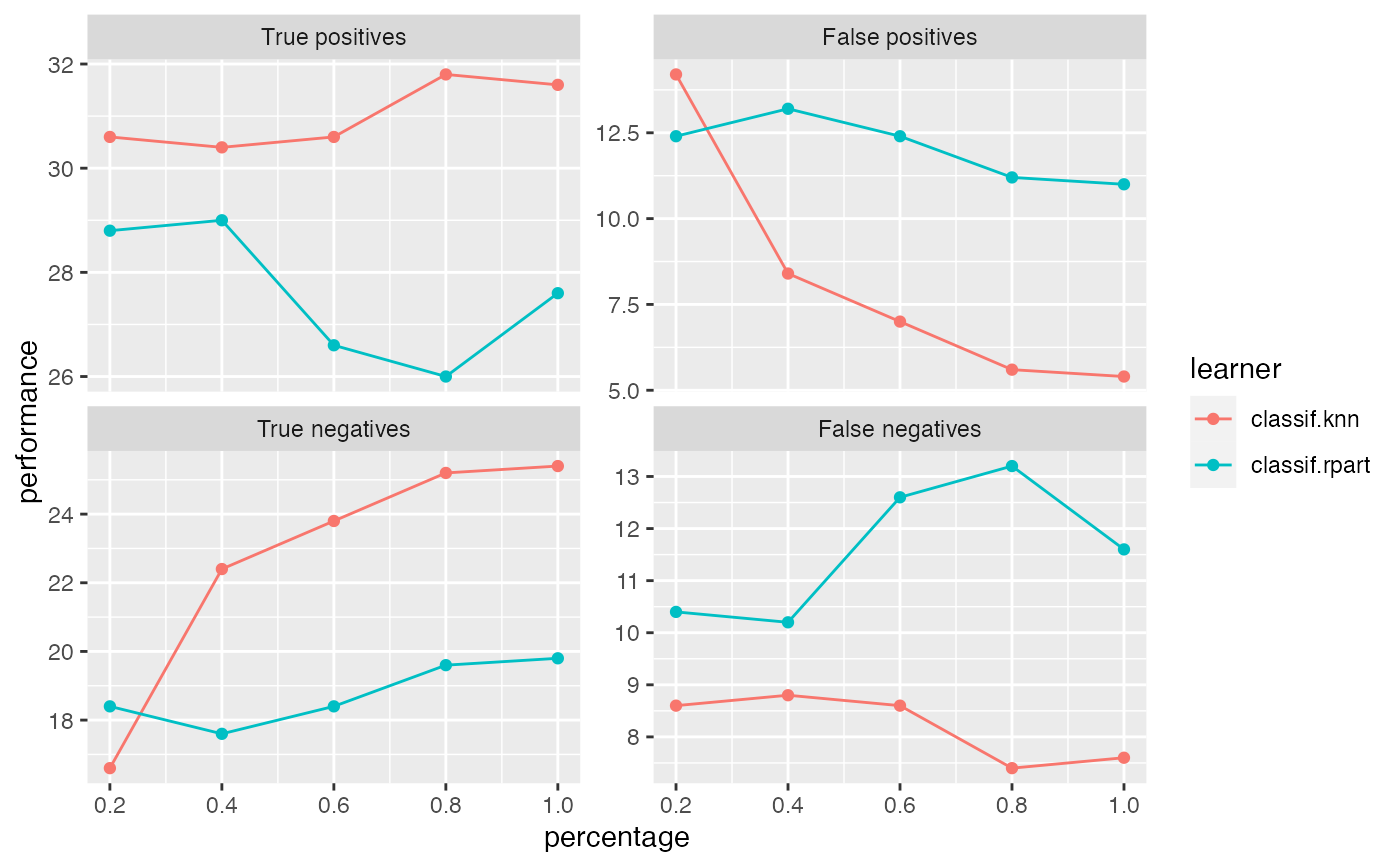 True positives
False positives
32
30
28
26
12.5
10.0
7.5
5.0
performance
True negatives
False negatives
24
22
20
18
13
12
11
10
9
8
0.2 0.4 0.6 0.8 1.0
0.2 0.4 0.6 0.8 1.0
percentage
learner
classif.knn
classif.rpart